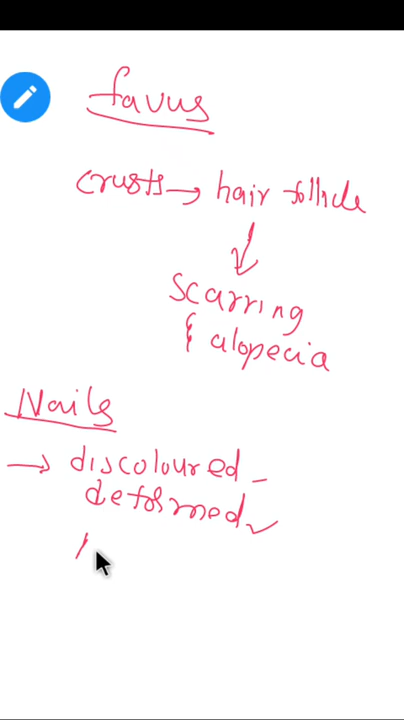 favus
crusts → hair follicle
↓
Scarring
& alopecia
Nails
→ discoloured -
deformed ✓